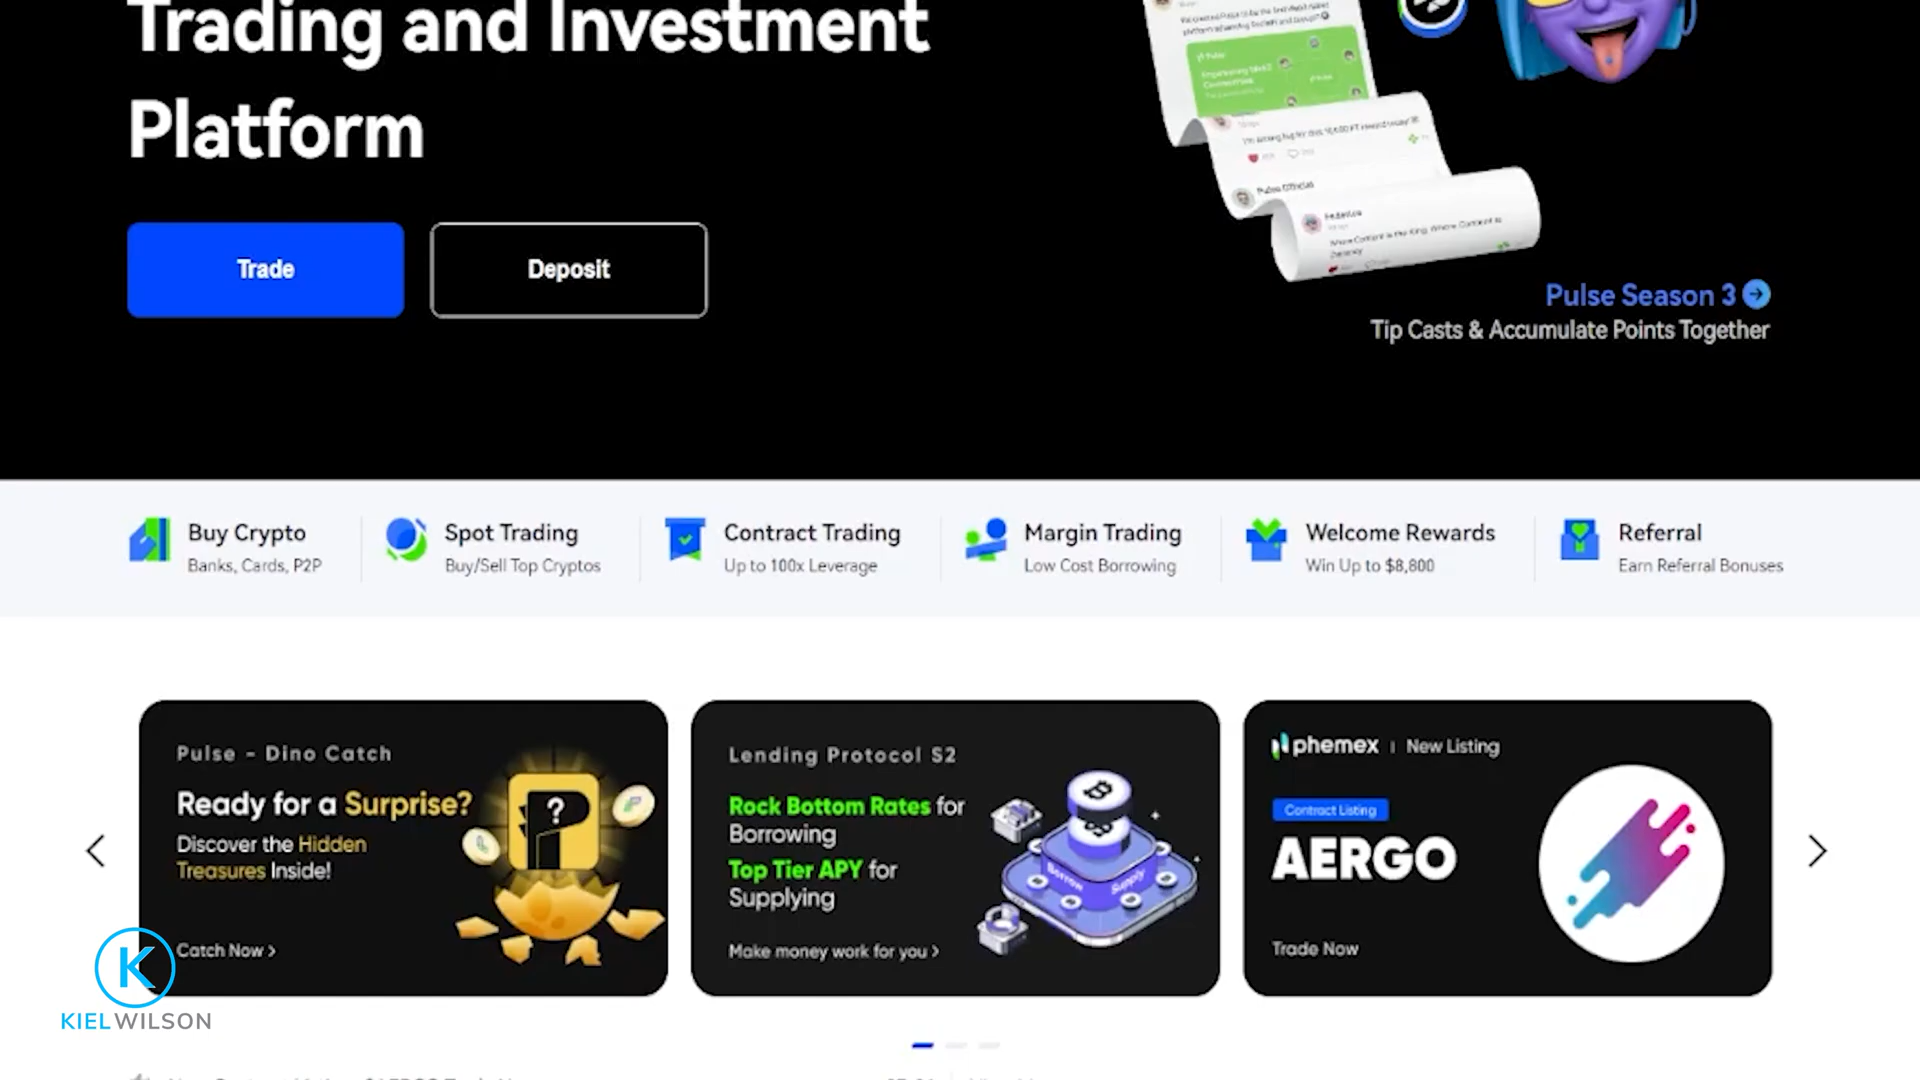 Trading and Investment
Platform
Trade
Deposit
Pulse Season 3
Tip Casts & Accumulate Points Together
Buy Crypto
Banks, Cards, P2P
Spot Trading
Buy/Sell Top Cryptos
Contract Trading
Up to 100x Leverage
Margin Trading
Low Cost Borrowing
Welcome Rewards
Win Up to $8,800
Referral
Earn Referral Bonuses
Pulse - Dino Catch
Ready for a Surprise?
Discover the Hidden
Treasures Inside!
Catch Now >
Lending Protocol S2
Rock Bottom Rates for
Borrowing
Top Tier APY for
Supplying
Make money work for you >
Borrow
Supply
phemex | New Listing
Contract Listing
AERGO
Trade Now
K
KIELWILSON